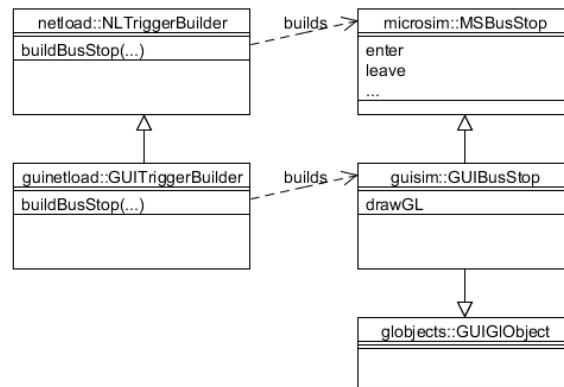 netload::NLTriggerBuilder
buildBusStop(...)
builds
microsim::MSBusStop
enter
leave
...
guinetload::GUITriggerBuilder
buildBusStop(...)
builds
guisim::GUIBusStop
drawGL
globjects::GUIGlObject